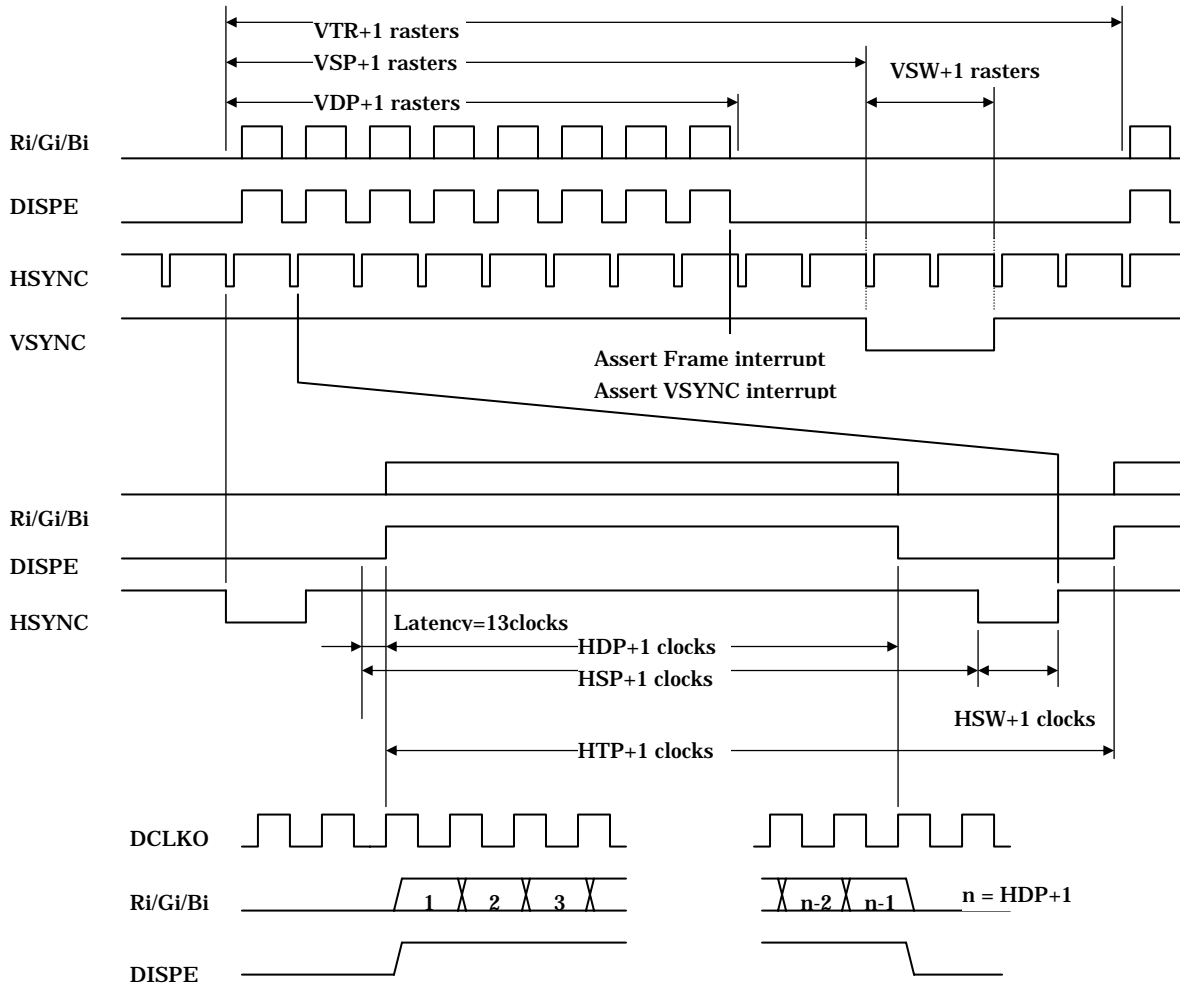 VTR+1 rasters
VSP+1 rasters
VSW+1 rasters
VDP+1 rasters
Ri/Gi/Bi
DISPE
HSYNC
VSYNC
Assert Frame interrupt
Assert VSYNC interrupt
Ri/Gi/Bi
DISPE
HSYNC
Latency=13clocks
HDP+1 clocks
HSP+1 clocks
HSW+1 clocks
HTP+1 clocks
DCLKO
Ri/Gi/Bi
1 2 3 n-2 n-1 n = HDP+1
DISPE